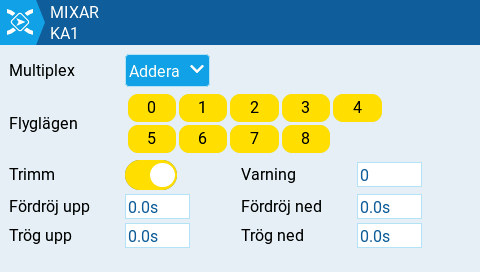 MIXAR
KA1
Multiplex Addera
Flyglägen 0 1 2 3 4
5 6 7 8
Trimm Varning 0
Fördröj upp 0.0s Fördröj ned 0.0s
Trög upp 0.0s Trög ned 0.0s